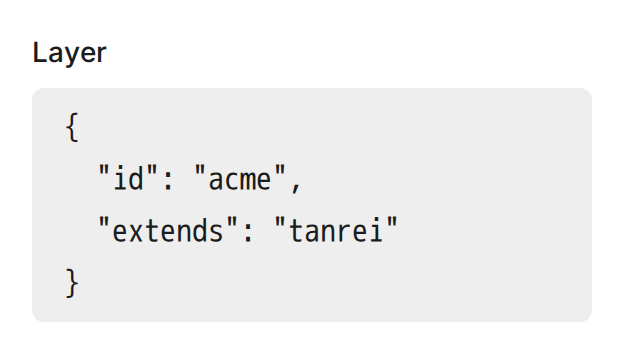 Layer
{
  "id": "acme",
  "extends": "tanrei"
}